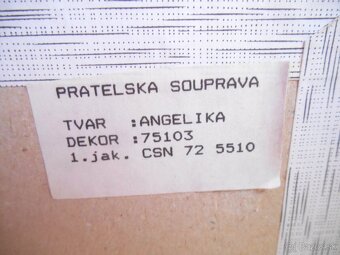 PRATELSKA SOUPRAVA
TVAR :ANGELIKA
DEKOR :75103
1.jak. CSN 72 5510